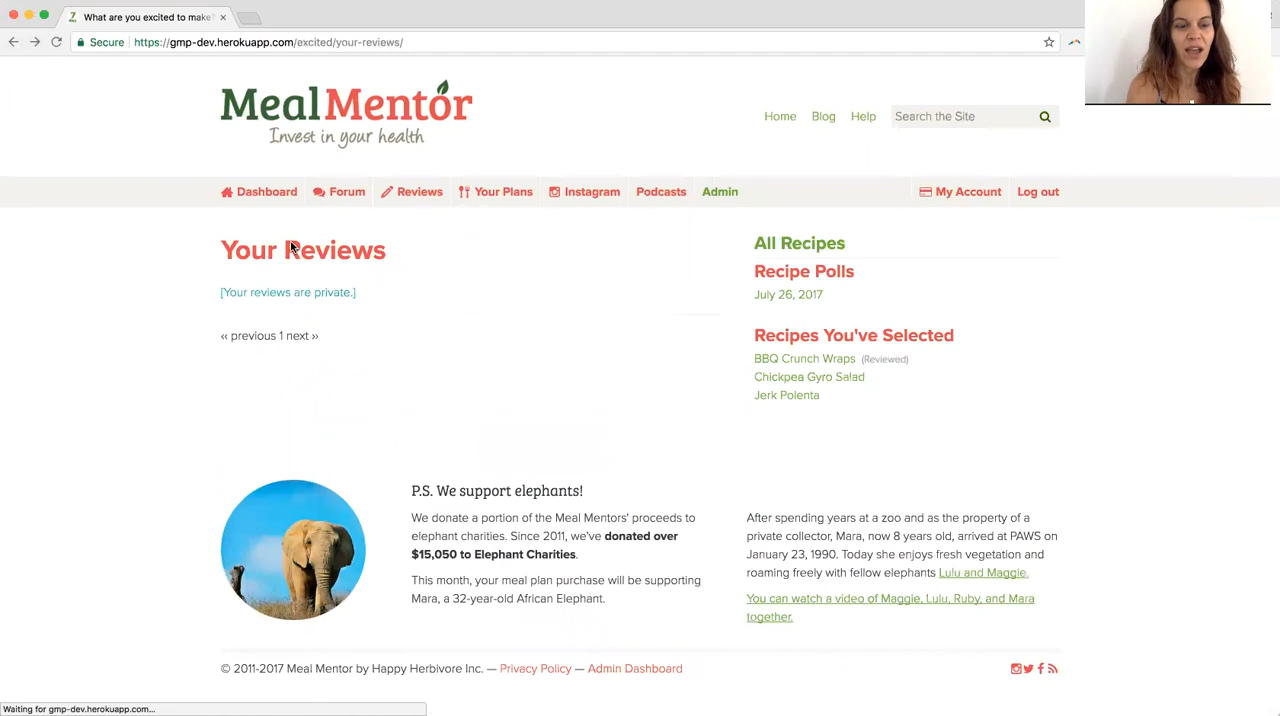 What are you excited to make?
Secure https://gmp-dev.herokuapp.com/excited/your-reviews/
MealMentor
Invest in your health
Home Blog Help Search the Site
Dashboard Forum Reviews Your Plans Instagram Podcasts Admin My Account Log out
Your Reviews
[Your reviews are private.]
‹‹ previous 1 next ››
All Recipes
Recipe Polls
July 26, 2017
Recipes You've Selected
BBQ Crunch Wraps (Reviewed)
Chickpea Gyro Salad
Jerk Polenta
P.S. We support elephants!
We donate a portion of the Meal Mentors' proceeds to
elephant charities. Since 2011, we've donated over
$15,050 to Elephant Charities.
This month, your meal plan purchase will be supporting
Mara, a 32-year-old African Elephant.
After spending years at a zoo and as the property of a
private collector, Mara, now 8 years old, arrived at PAWS on
January 23, 1990. Today she enjoys fresh vegetation and
roaming freely with fellow elephants Lulu and Maggie.
You can watch a video of Maggie, Lulu, Ruby, and Mara
together.
© 2011-2017 Meal Mentor by Happy Herbivore Inc. — Privacy Policy — Admin Dashboard
Waiting for gmp-dev.herokuapp.com...